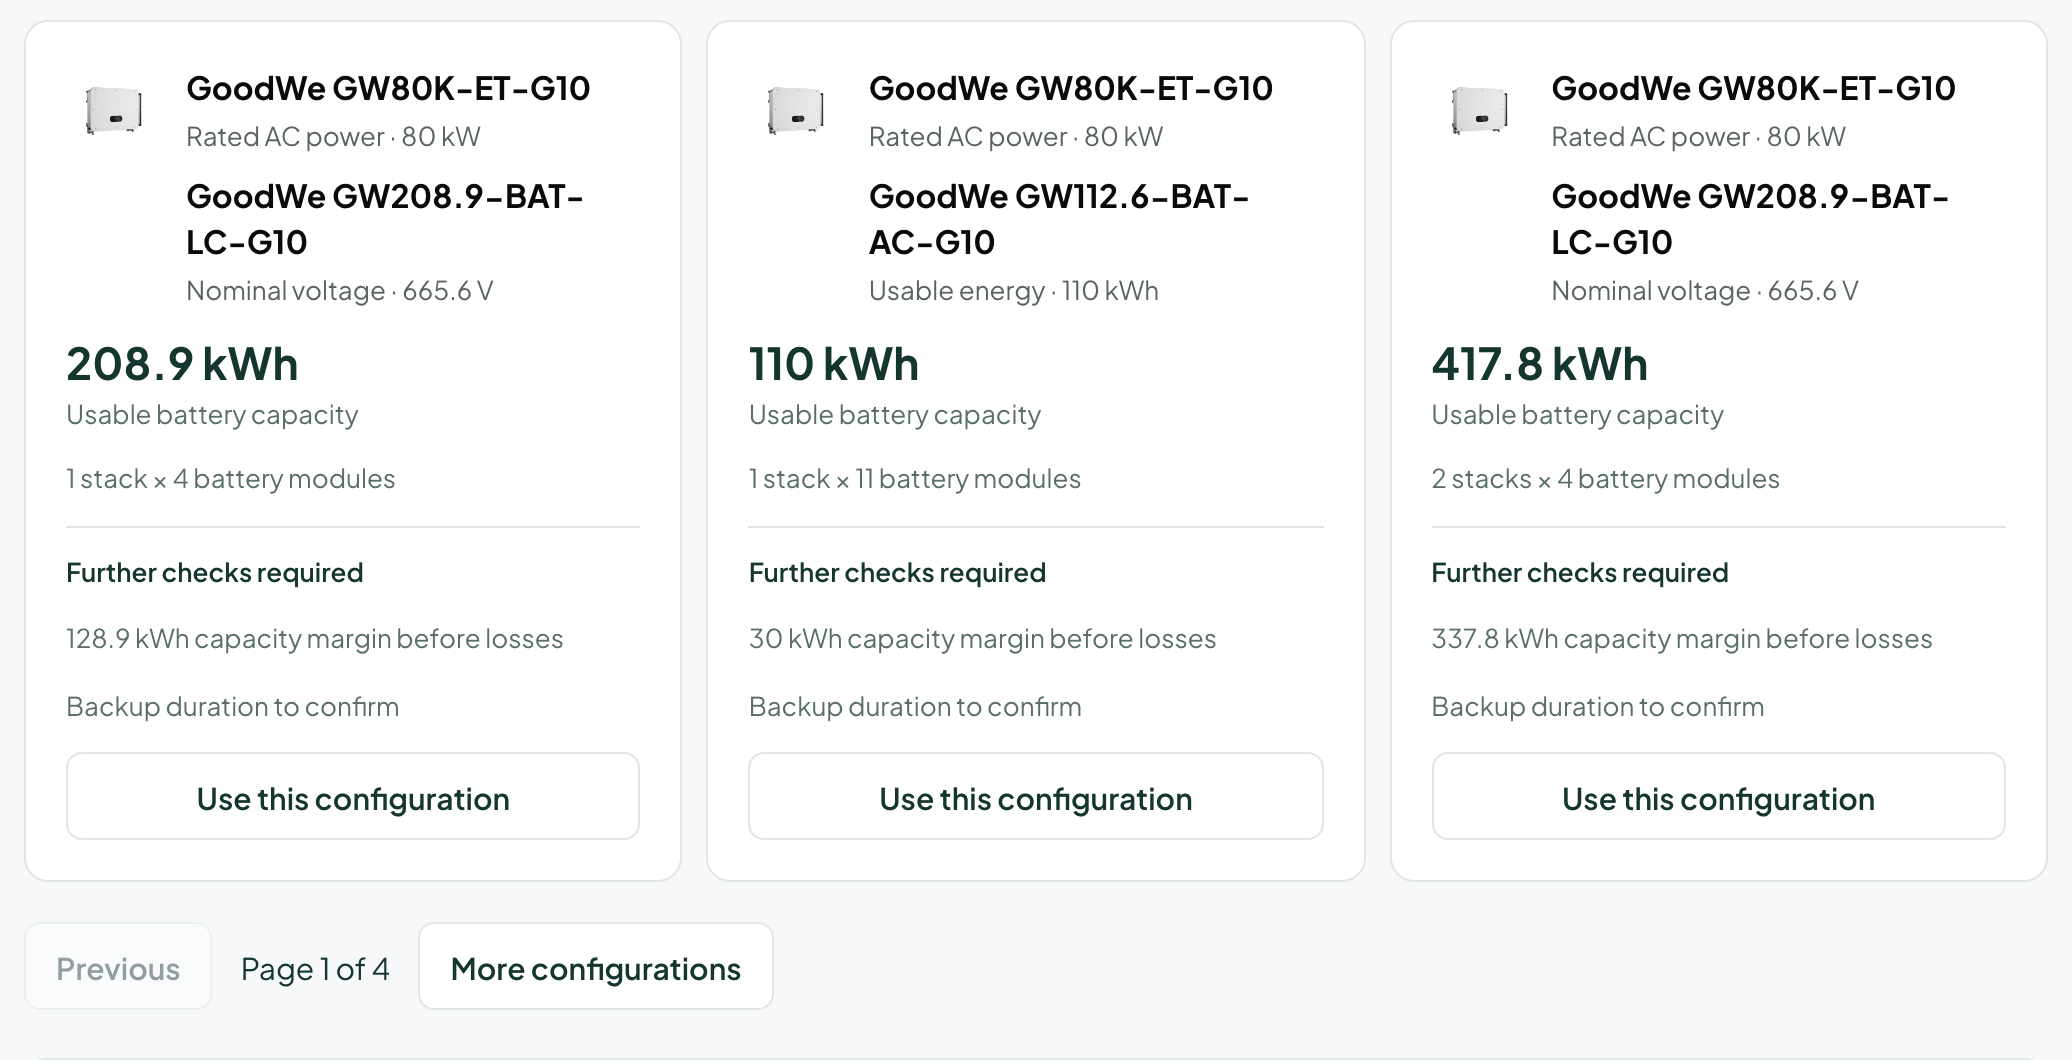 GoodWe GW80K-ET-G10
Rated AC power · 80 kW
GoodWe GW208.9-BAT-
LC-G10
Nominal voltage · 665.6 V
208.9 kWh
Usable battery capacity
1 stack × 4 battery modules
Further checks required
128.9 kWh capacity margin before losses
Backup duration to confirm
Use this configuration
GoodWe GW80K-ET-G10
Rated AC power · 80 kW
GoodWe GW112.6-BAT-
AC-G10
Usable energy · 110 kWh
110 kWh
Usable battery capacity
1 stack × 11 battery modules
Further checks required
30 kWh capacity margin before losses
Backup duration to confirm
Use this configuration
GoodWe GW80K-ET-G10
Rated AC power · 80 kW
GoodWe GW208.9-BAT-
LC-G10
Nominal voltage · 665.6 V
417.8 kWh
Usable battery capacity
2 stacks × 4 battery modules
Further checks required
337.8 kWh capacity margin before losses
Backup duration to confirm
Use this configuration
Previous
Page 1 of 4
More configurations